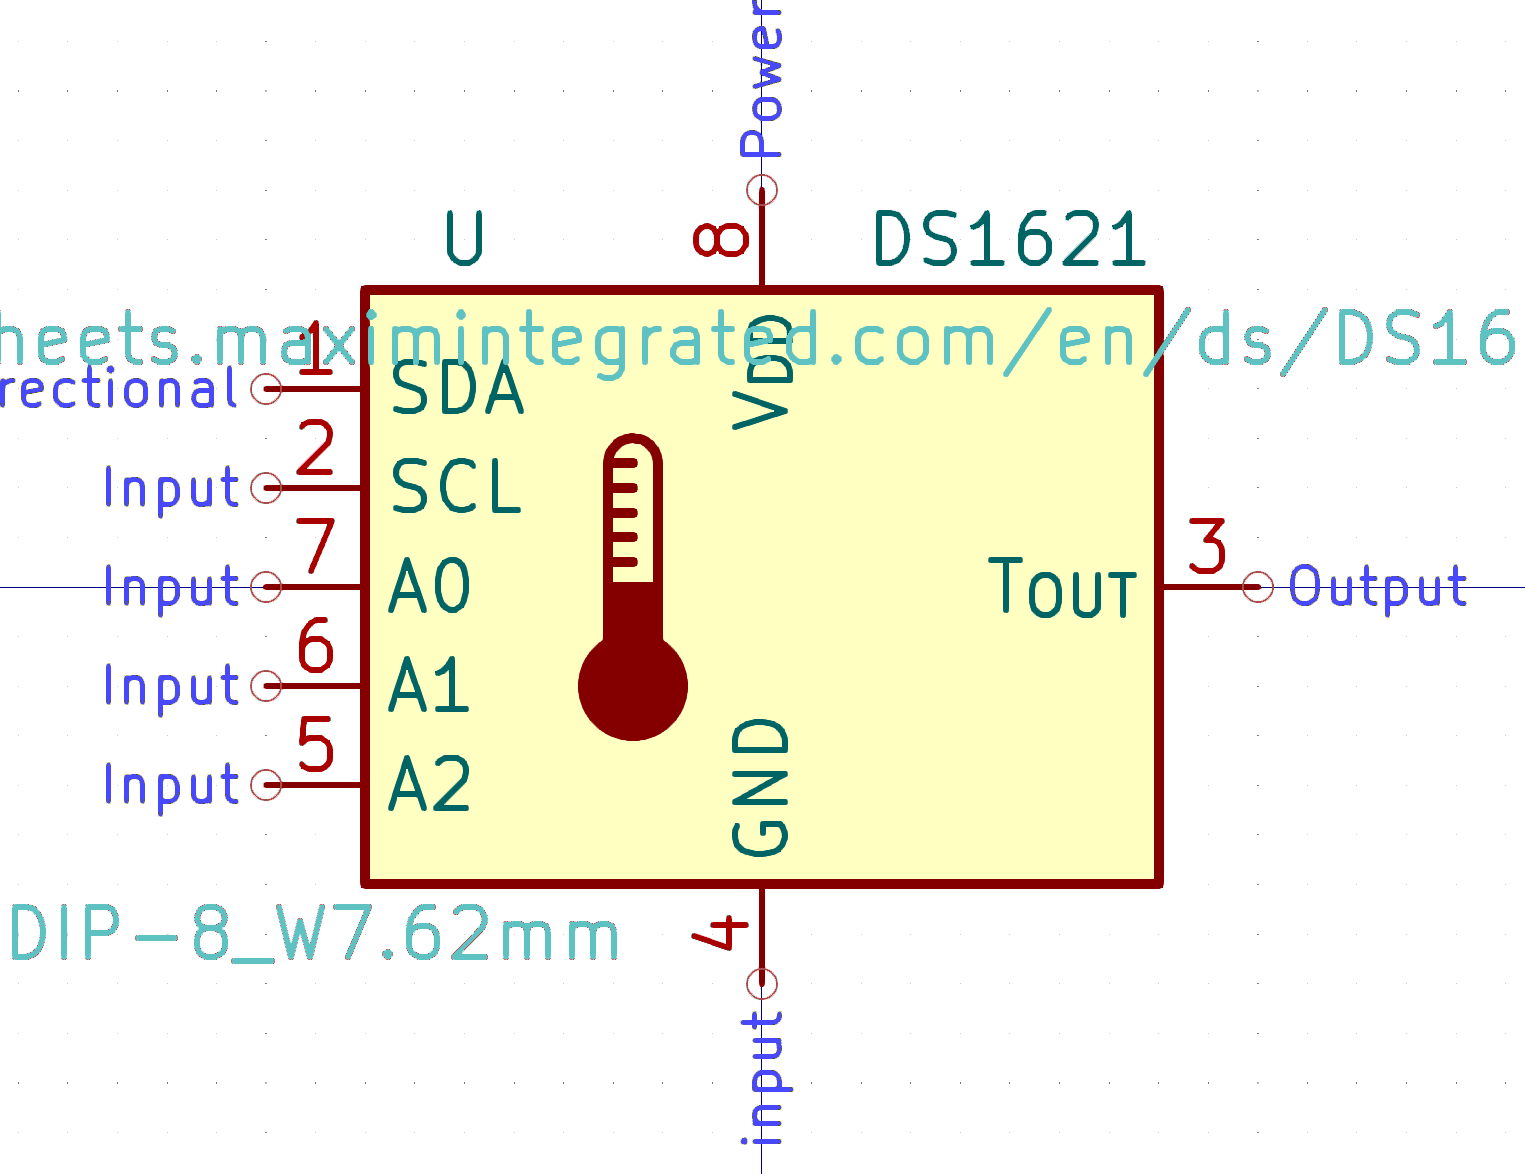 Power
U
8
DS1621
heets.maximintegrated.com/en/ds/DS16
rectional
1
SDA
VDD
Input
2
SCL
Input
7
A0
TOUT
3
Output
Input
6
A1
Input
5
A2
GND
DIP-8_W7.62mm
4
input